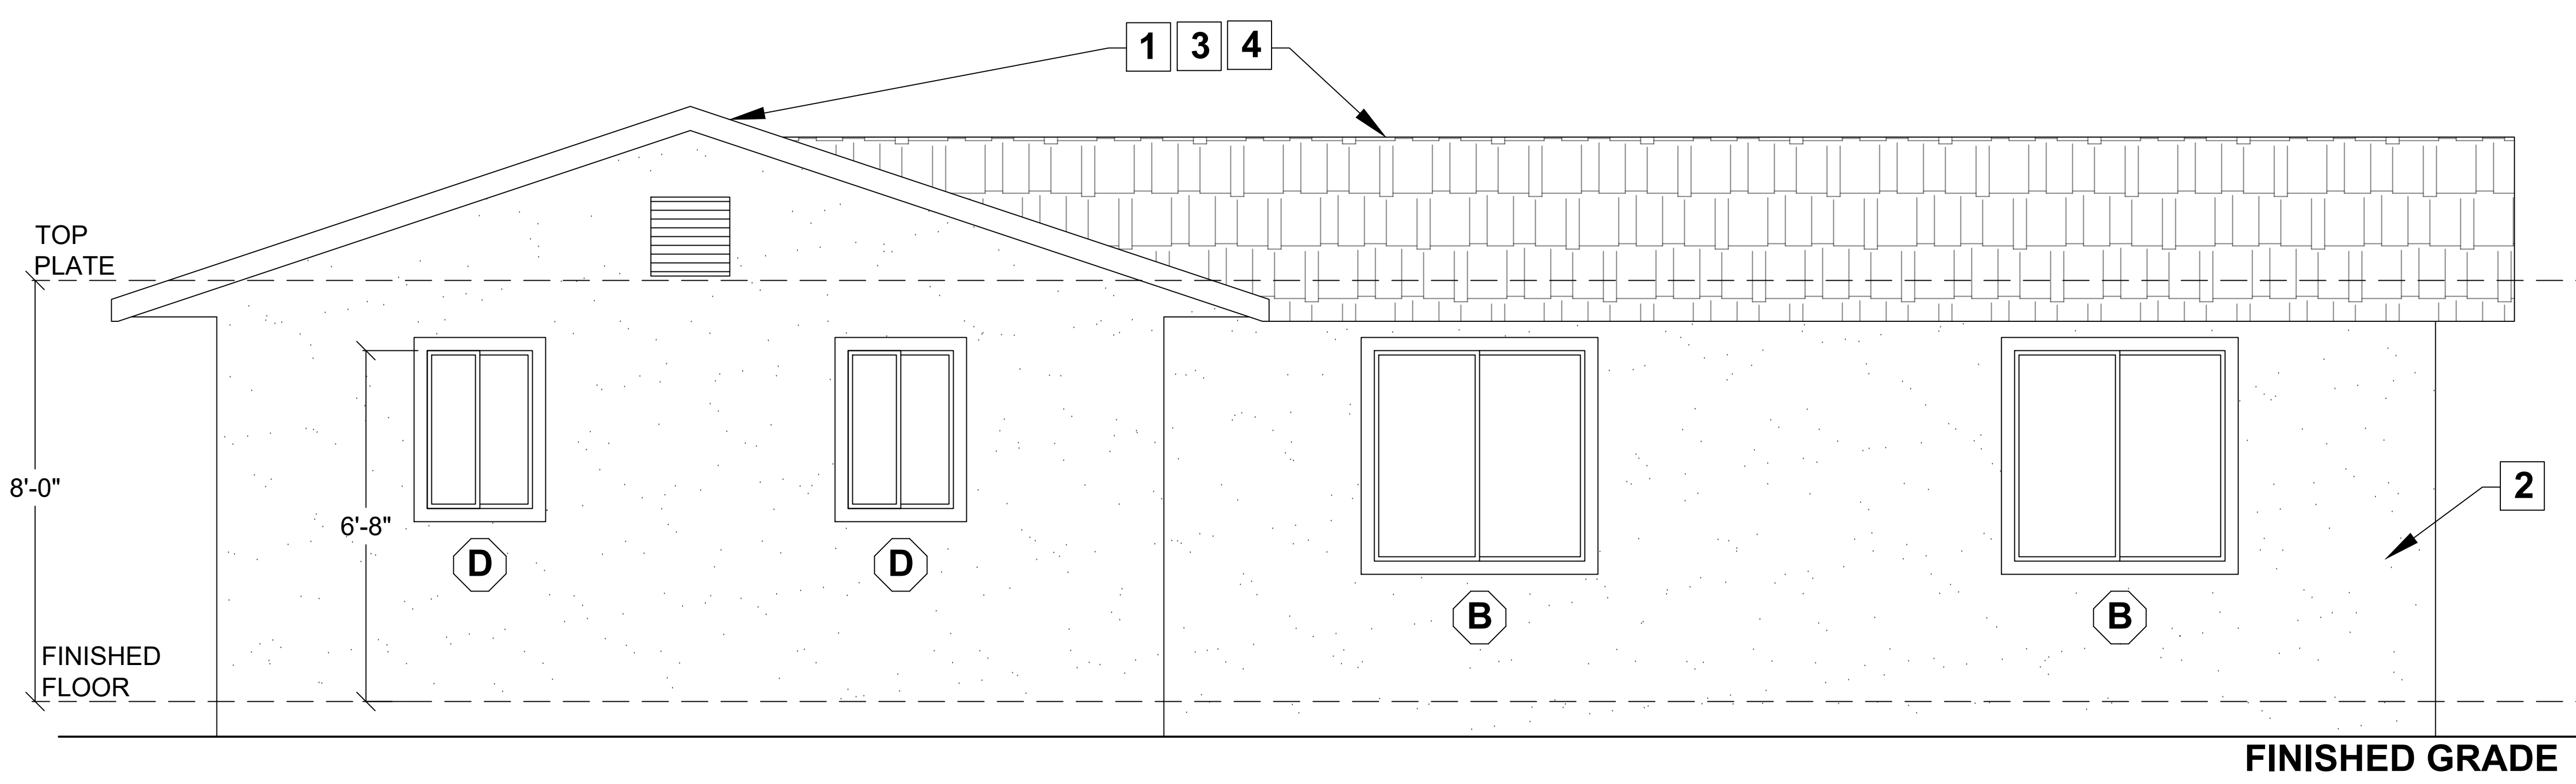 1 3 4
TOP
PLATE
8'-0"
6'-8"
2
D
D
B
B
FINISHED
FLOOR
FINISHED GRADE